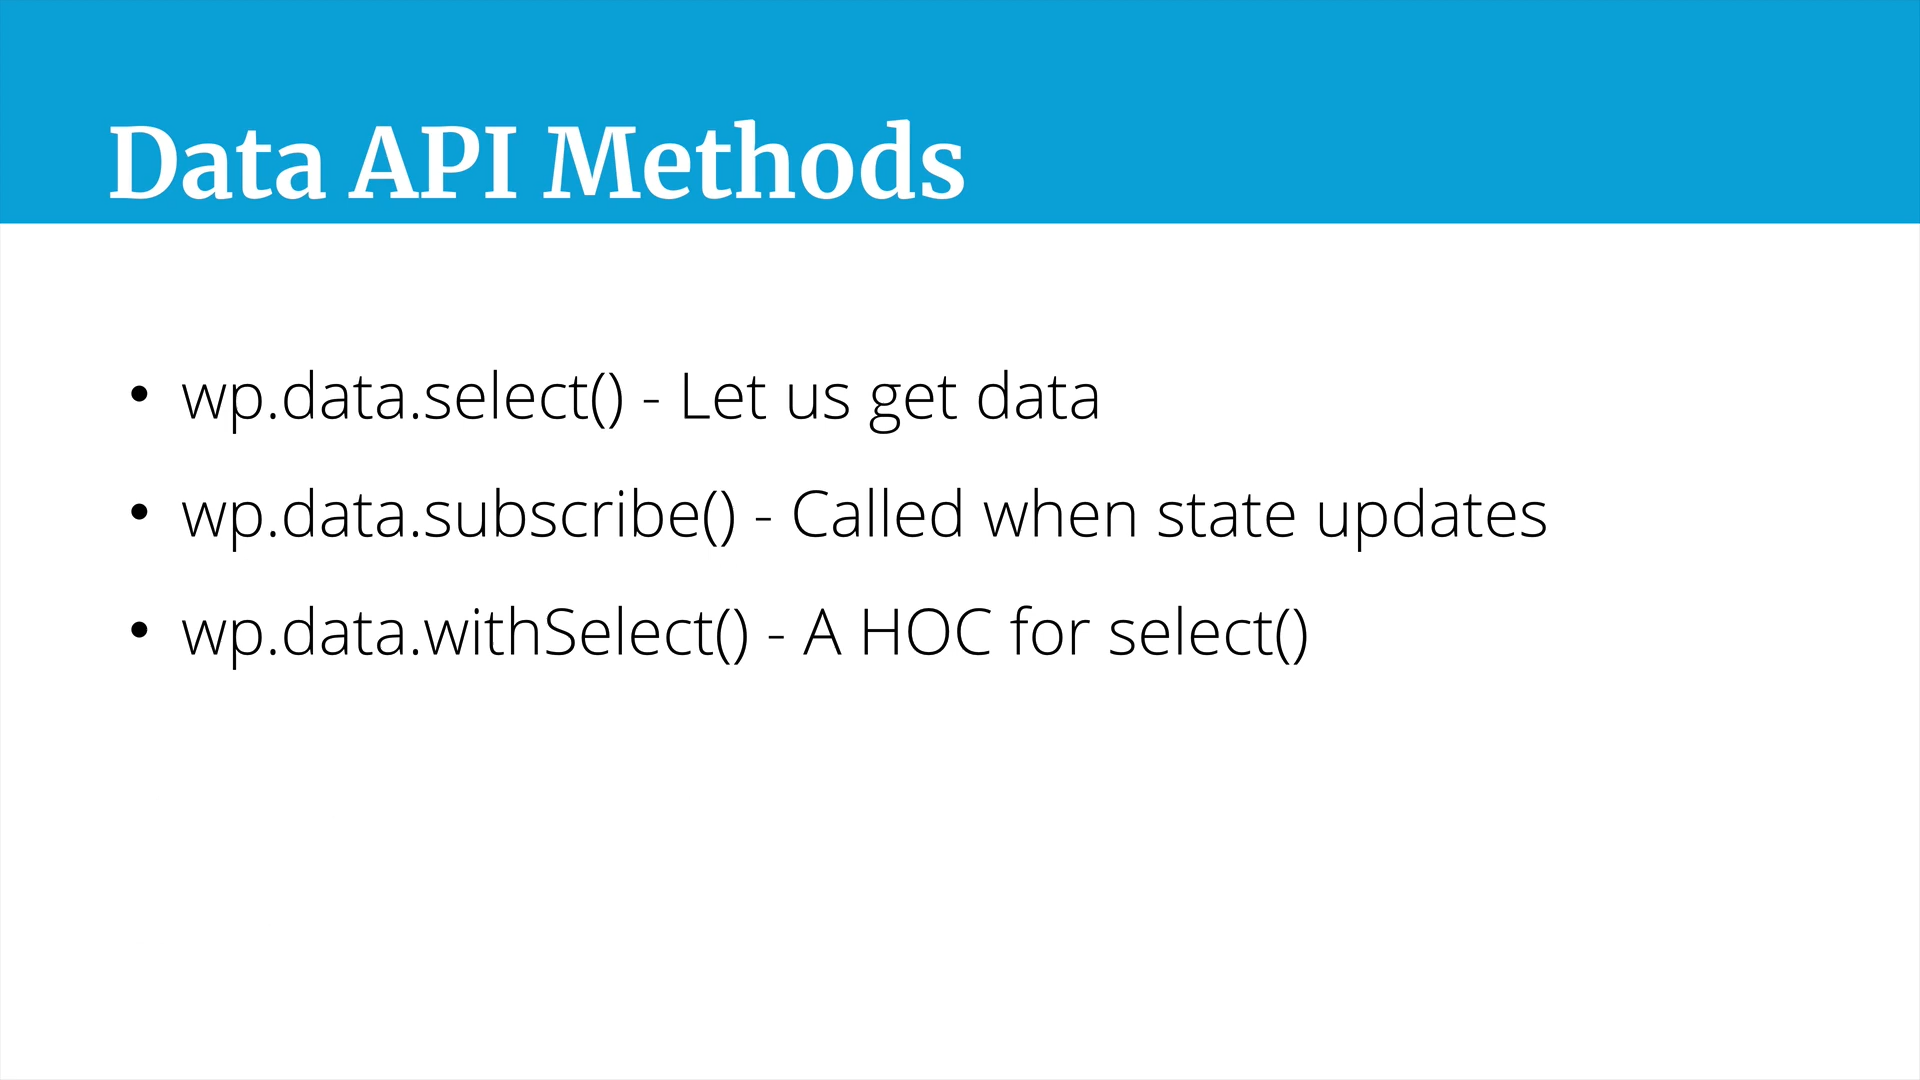 Data API Methods
• wp.data.select() - Let us get data
• wp.data.subscribe() - Called when state updates
• wp.data.withSelect() - A HOC for select()